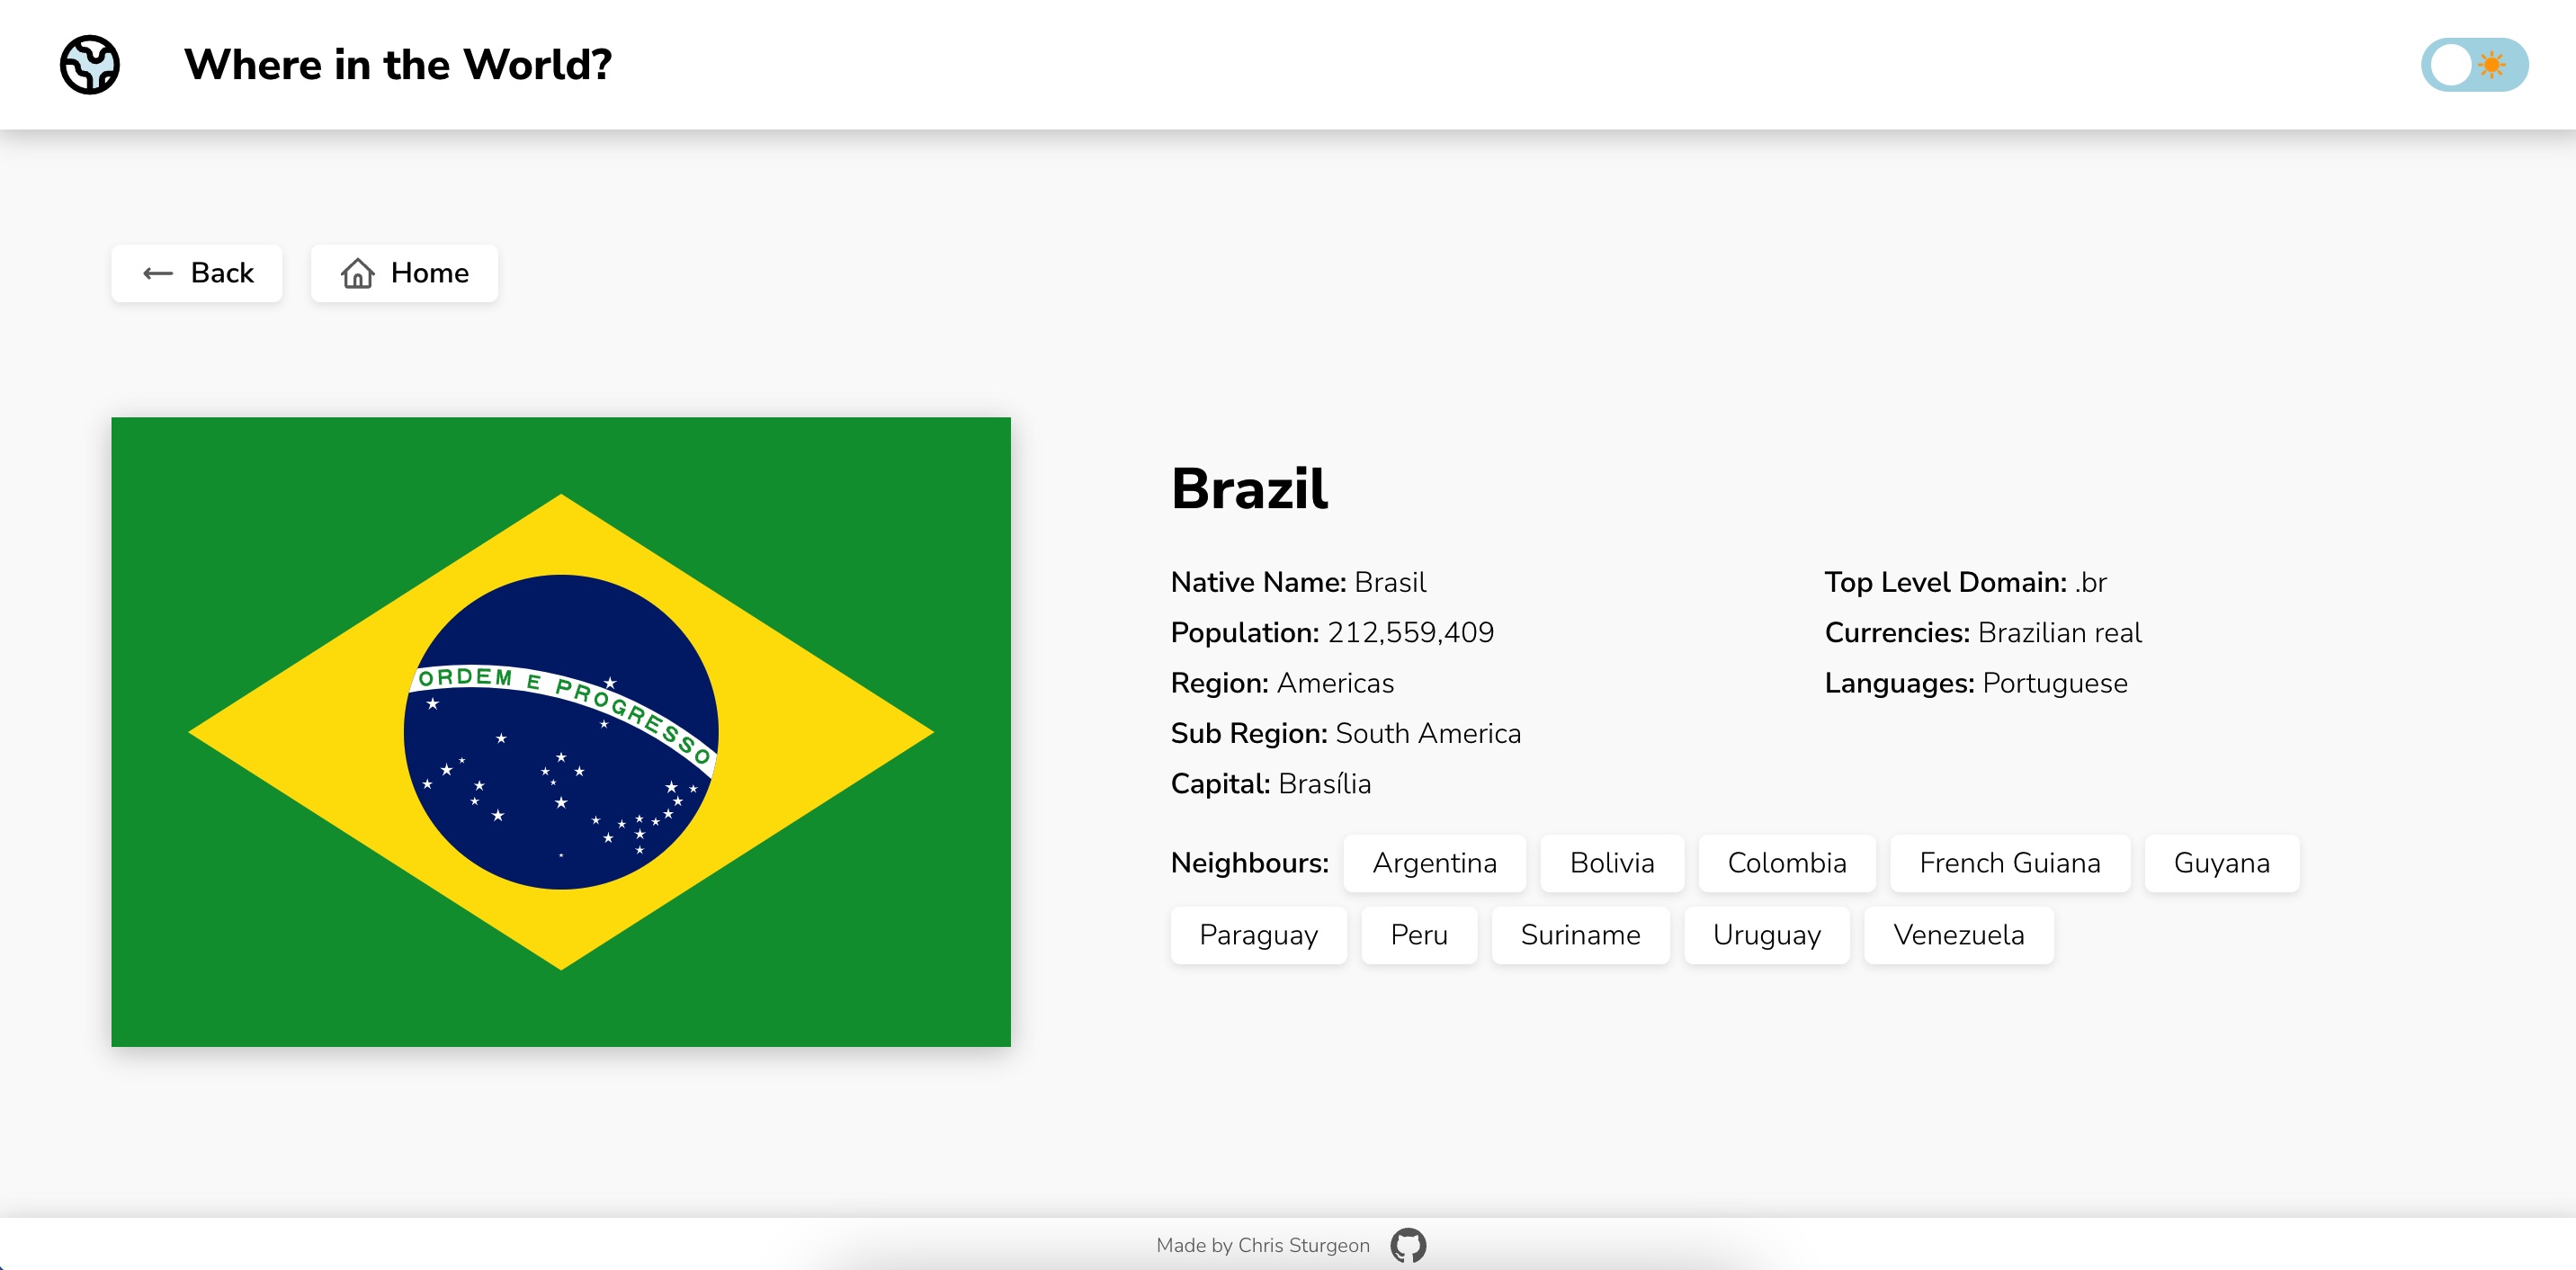 Where in the World?
Back
Home
ORDEM E PROGRESSO
Brazil
Native Name: Brasil
Population: 212,559,409
Region: Americas
Sub Region: South America
Capital: Brasília
Top Level Domain: .br
Currencies: Brazilian real
Languages: Portuguese
Neighbours: Argentina Bolivia Colombia French Guiana Guyana
Paraguay Peru Suriname Uruguay Venezuela
Made by Chris Sturgeon